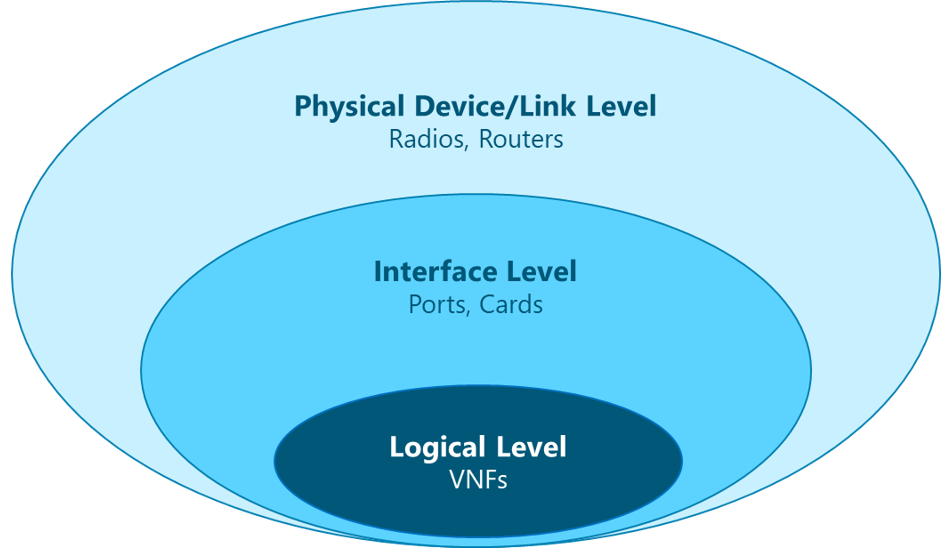 Physical Device/Link Level
Radios, Routers
Interface Level
Ports, Cards
Logical Level
VNFs